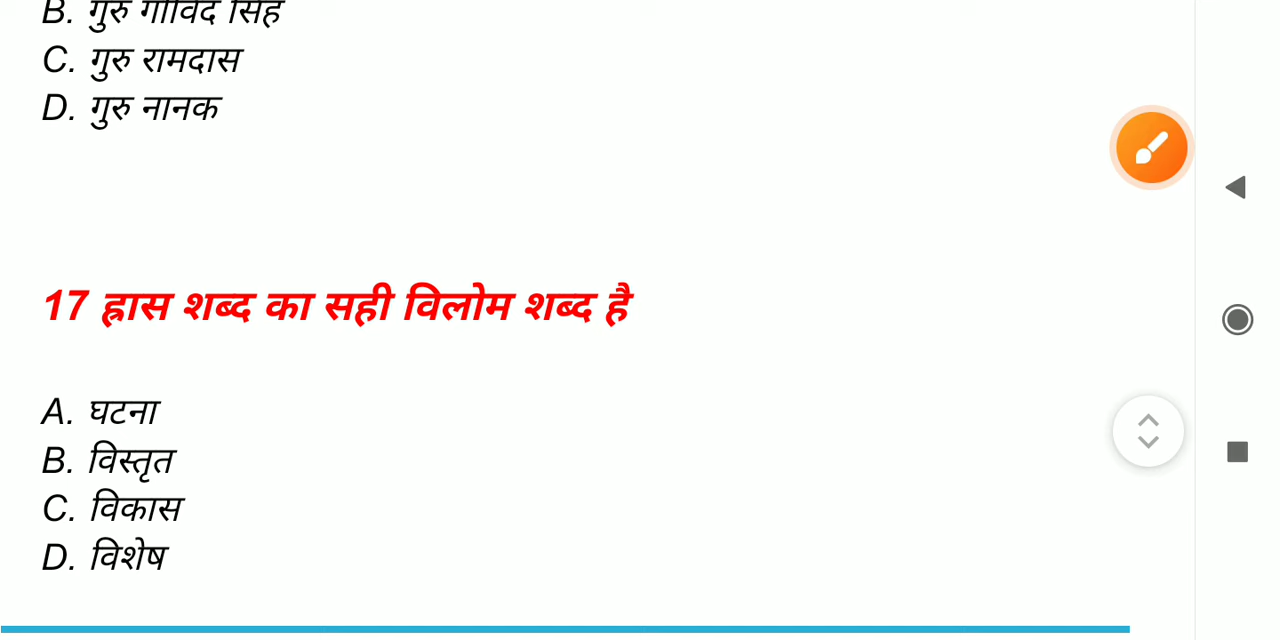 B. गुरु गोविंद सिंह
C. गुरु रामदास
D. गुरु नानक
17 ह्रास शब्द का सही विलोम शब्द है
A. घटना
B. विस्तृत
C. विकास
D. विशेष